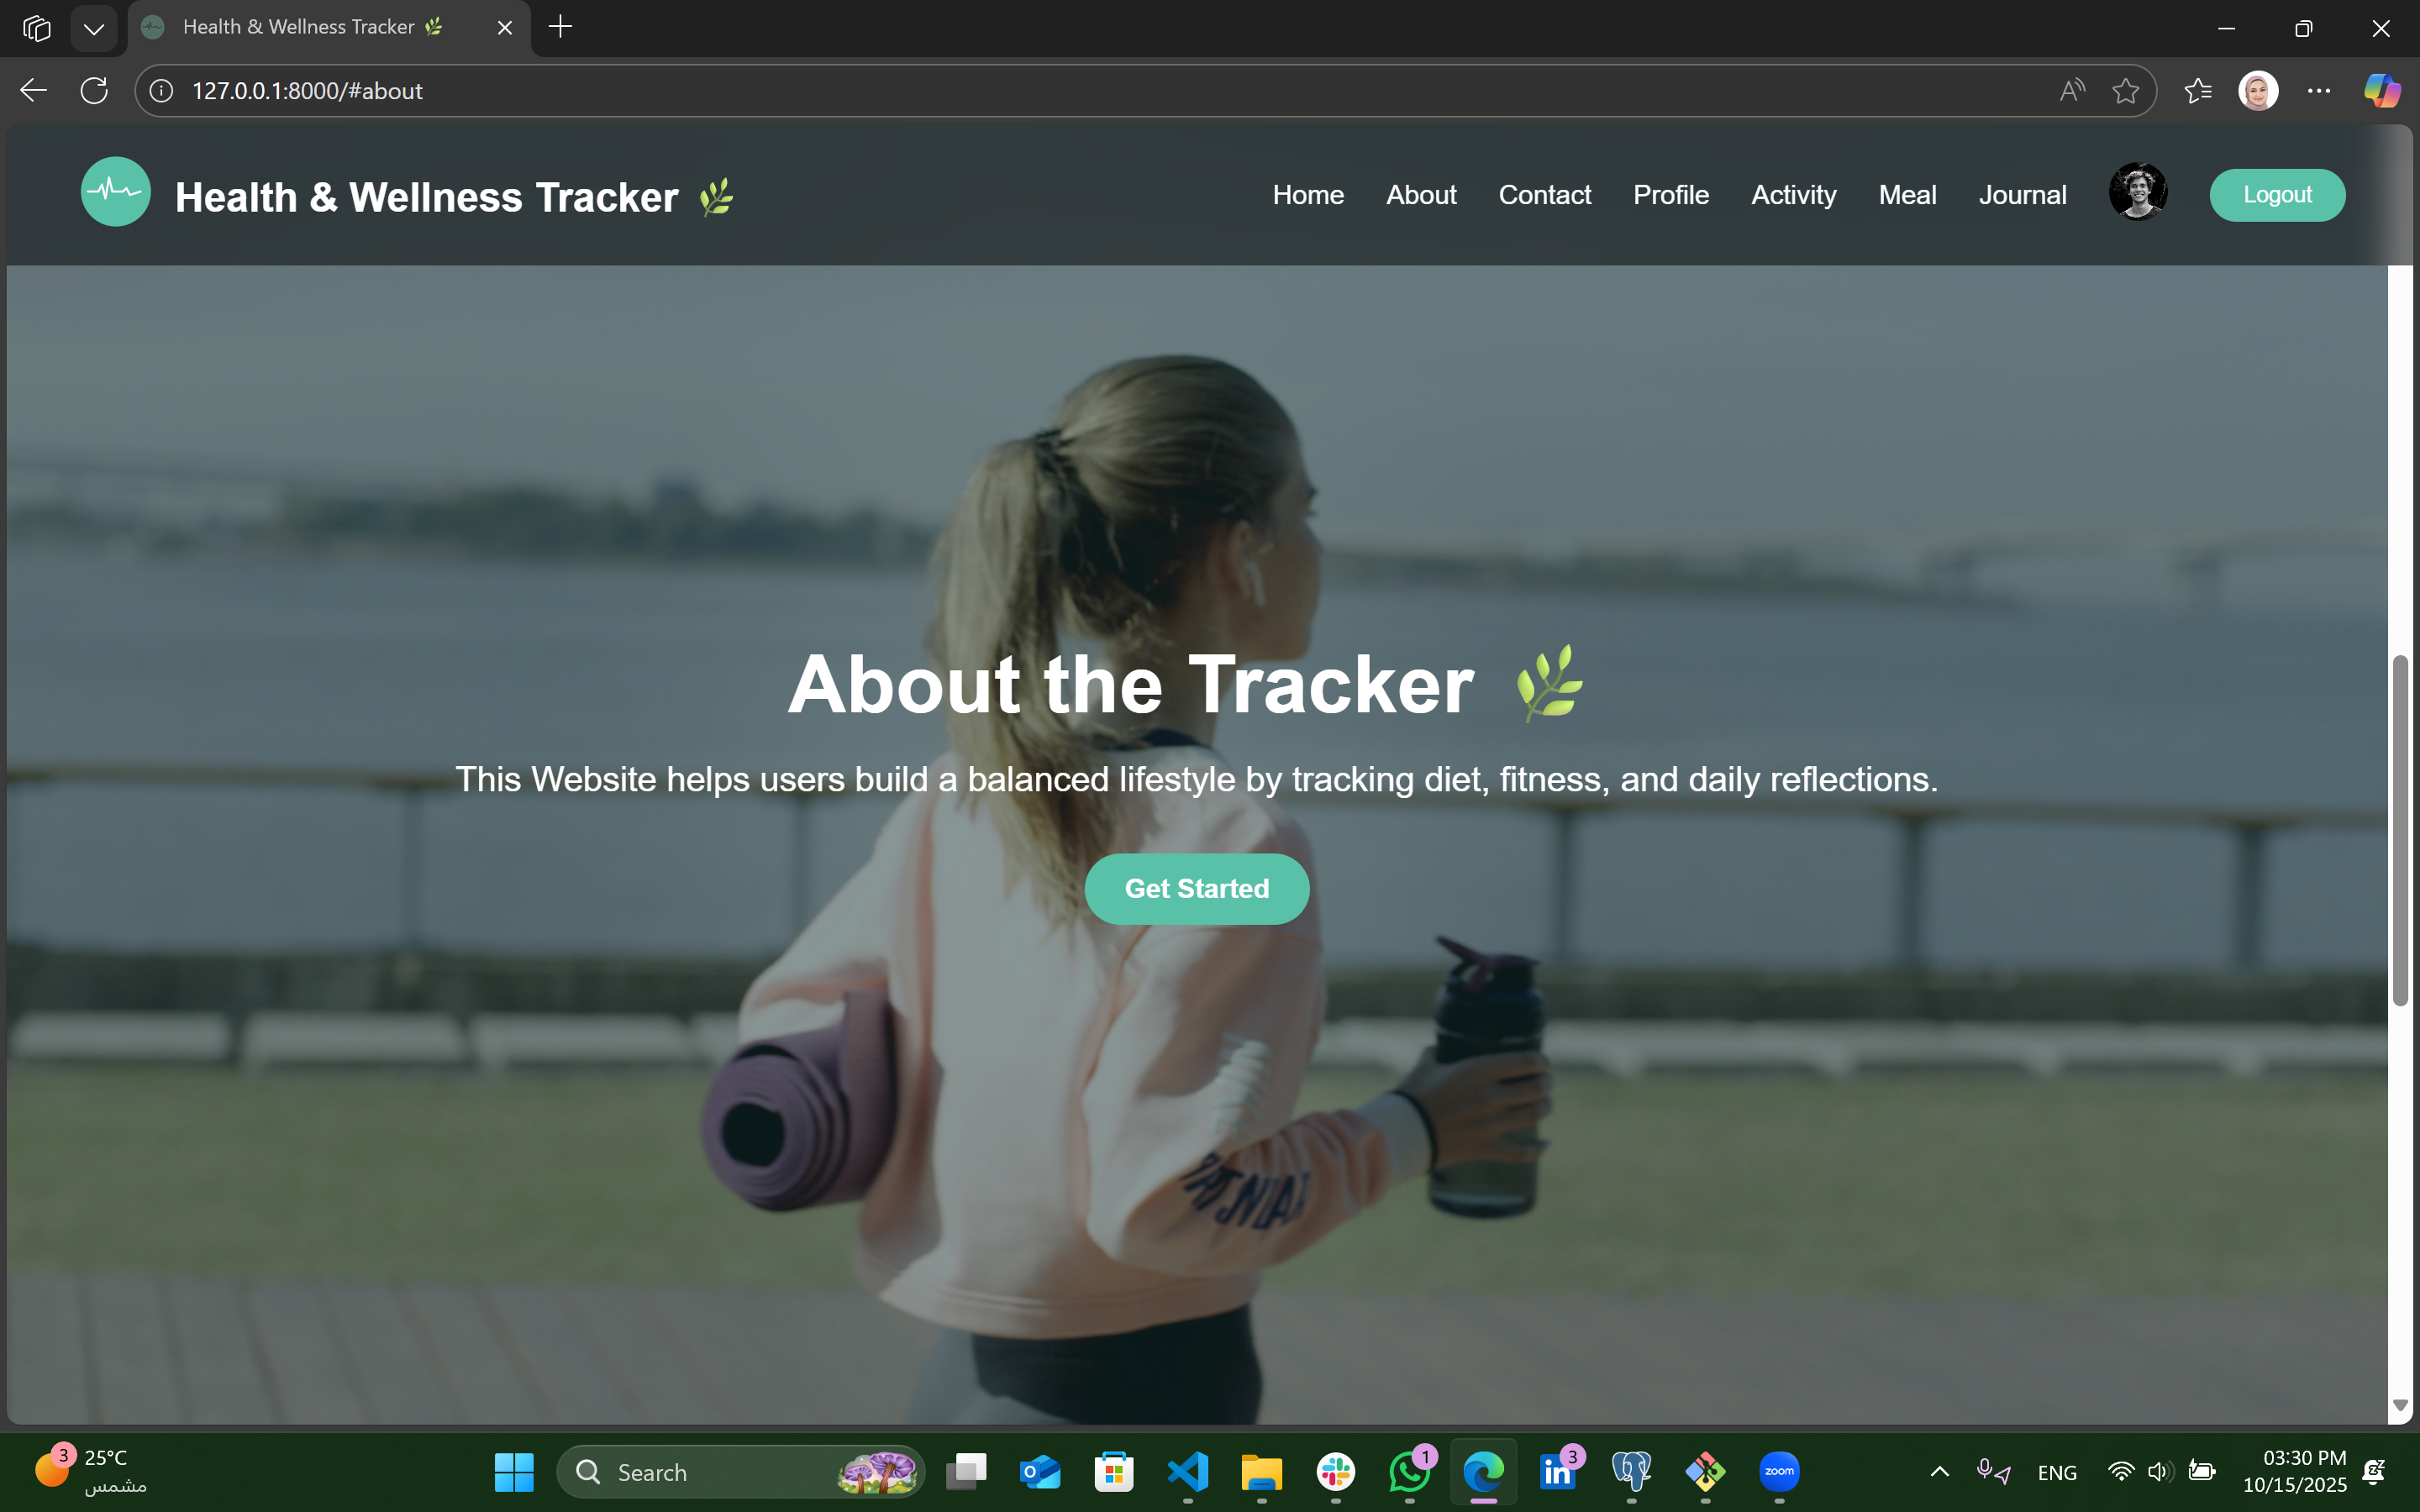 Health & Wellness Tracker 🌿
127.0.0.1:8000/#about
Health & Wellness Tracker 🌿
Home About Contact Profile Activity Meal Journal Logout
About the Tracker 🌿
This Website helps users build a balanced lifestyle by tracking diet, fitness, and daily reflections.
Get Started
3
25°C
مشمس
Search
1
3
zoom
ENG
03:30 PM
10/15/2025